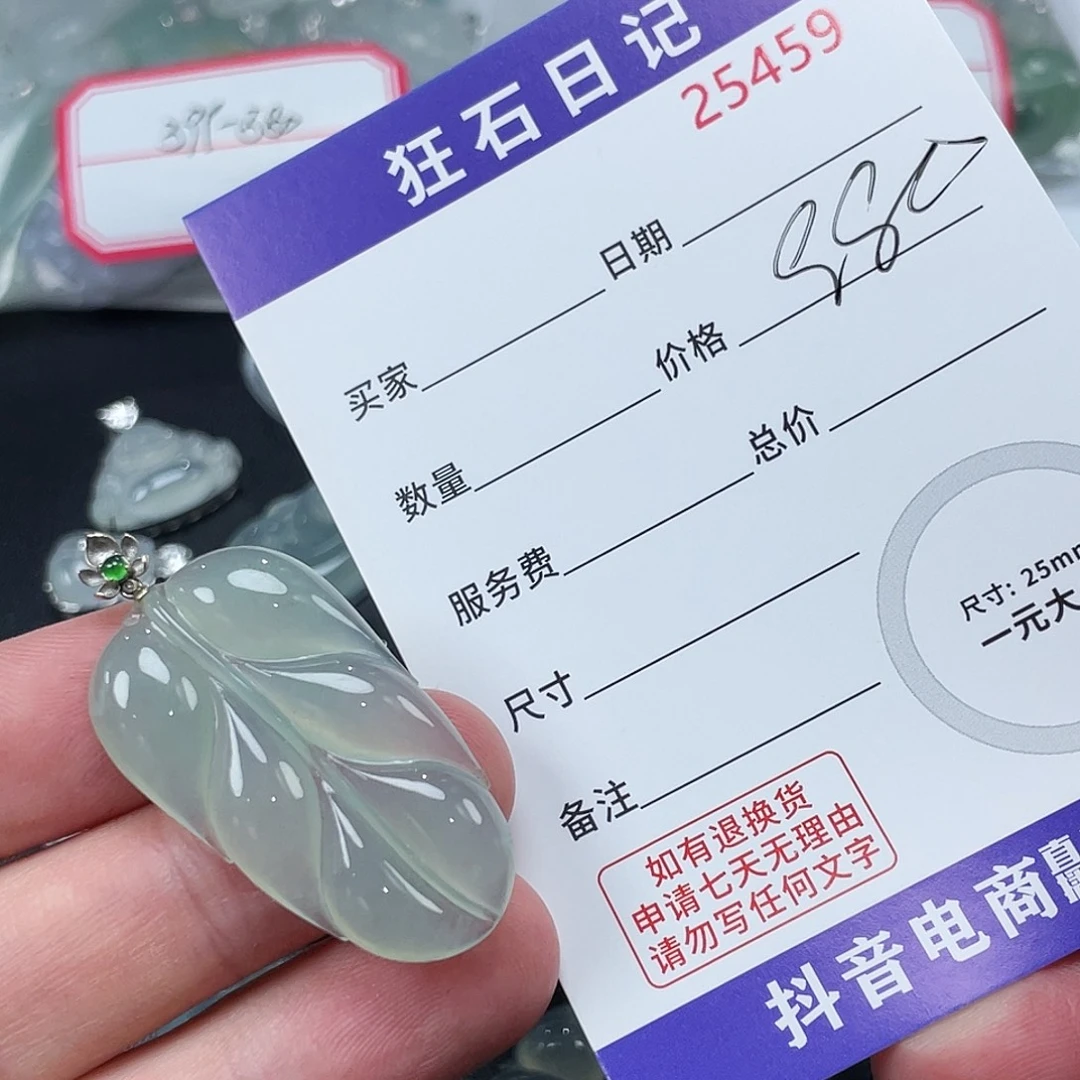 狂石日记
25459
日期
买家
980
价格
数量
总价
服务费
尺寸
备注
尺寸: 25mm
一元大
如有退换货
申请七天无理由
请勿写任何文字
抖音电商